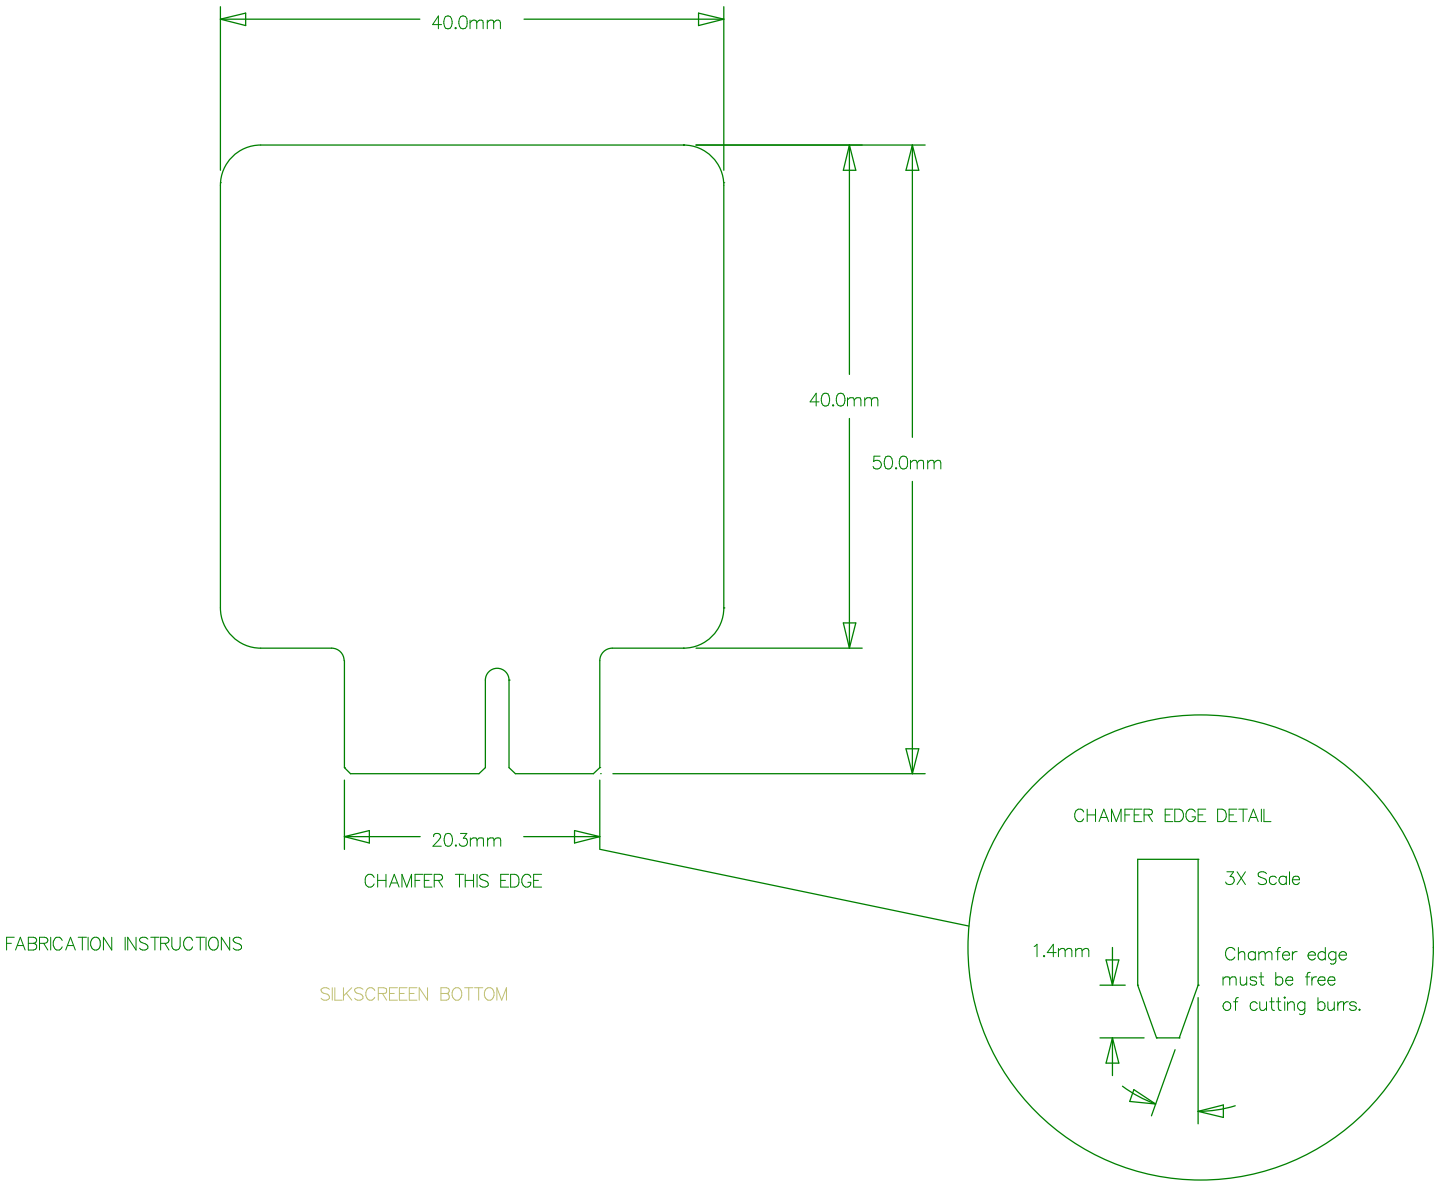 40.0mm
40.0mm
50.0mm
20.3mm
CHAMFER THIS EDGE
CHAMFER EDGE DETAIL
3X Scale
1.4mm
Chamfer edge
must be free
of cutting burrs.
FABRICATION INSTRUCTIONS
SILKSCREEEN BOTTOM